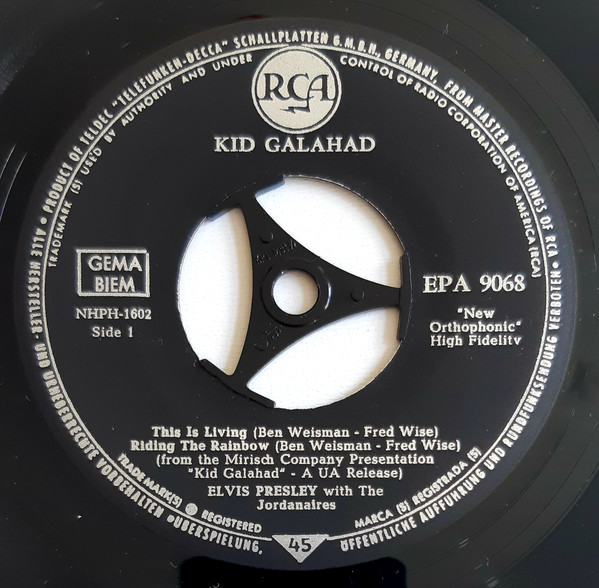 ALLE HERSTELLER- UND URHEBERRECHTE VORBEHALTEN • ÜBERSPIELUNG, ÖFFENTLICHE AUFFÜHRUNG UND RUNDFUNKSENDUNG VERBOTEN •
PRODUCT OF TELDEC "TELEFUNKEN-DECCA" SCHALLPLATTEN G.M.B.H., GERMANY, FROM MASTER RECORDINGS OF RCA •
TRADEMARK (S) USED BY AUTHORITY AND UNDER CONTROL OF RADIO CORPORATION OF AMERICA (RCA)
RCA
KID GALAHAD
GEMA
BIEM
NHPH-1602
Side 1
EPA 9068
"New
Orthophonic"
High Fidelity
This Is Living (Ben Weisman - Fred Wise)
Riding The Rainbow (Ben Weisman - Fred Wise)
(from the Mirisch Company Presentation
"Kid Galahad" - A UA Release)
ELVIS PRESLEY with The
Jordanaires
TRADE MARK(S) ® REGISTERED
MARCA (S) REGISTRADA (S)
45